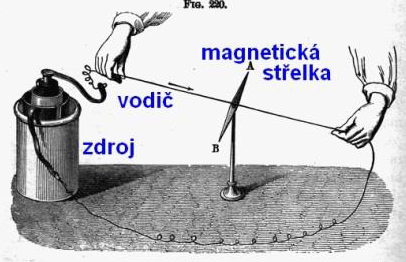 Fig. 220.
magnetická
střelka
A
vodič
zdroj
B